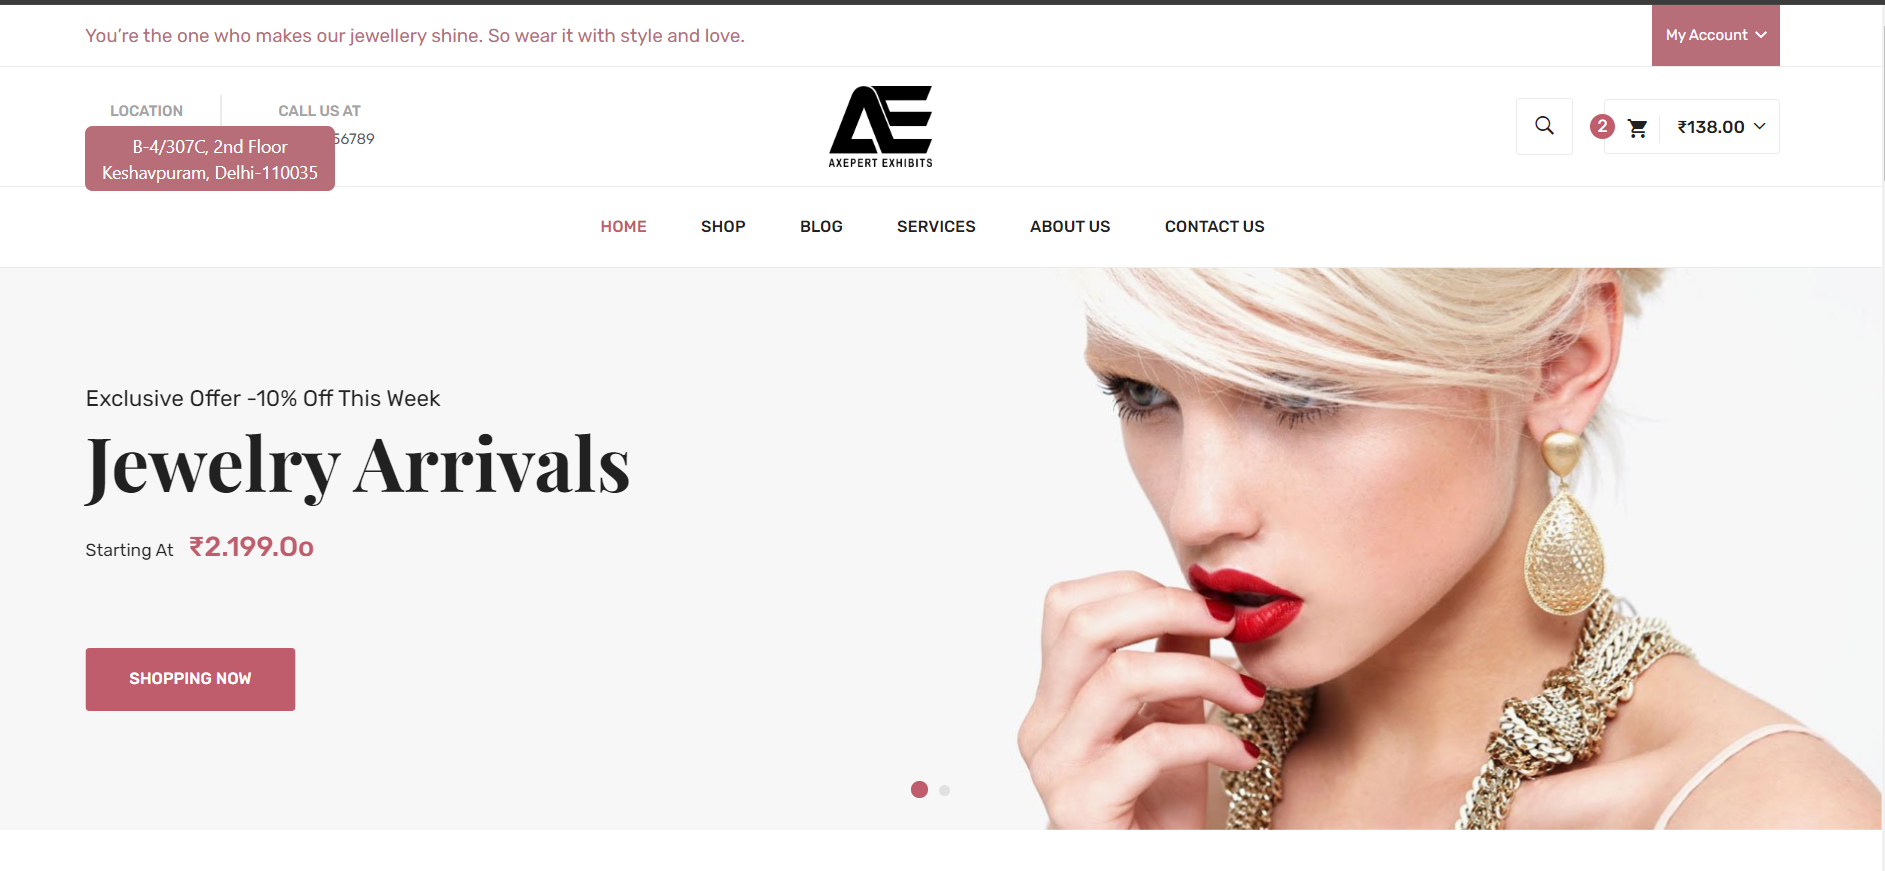 You’re the one who makes our jewellery shine. So wear it with style and love.
My Account
LOCATION
CALL US AT
B-4/307C, 2nd Floor
Keshavpuram, Delhi-110035
56789
AXEPERT EXHIBITS
2
₹138.00
HOME SHOP BLOG SERVICES ABOUT US CONTACT US
Exclusive Offer -10% Off This Week
Jewelry Arrivals
Starting At ₹2.199.Oo
SHOPPING NOW